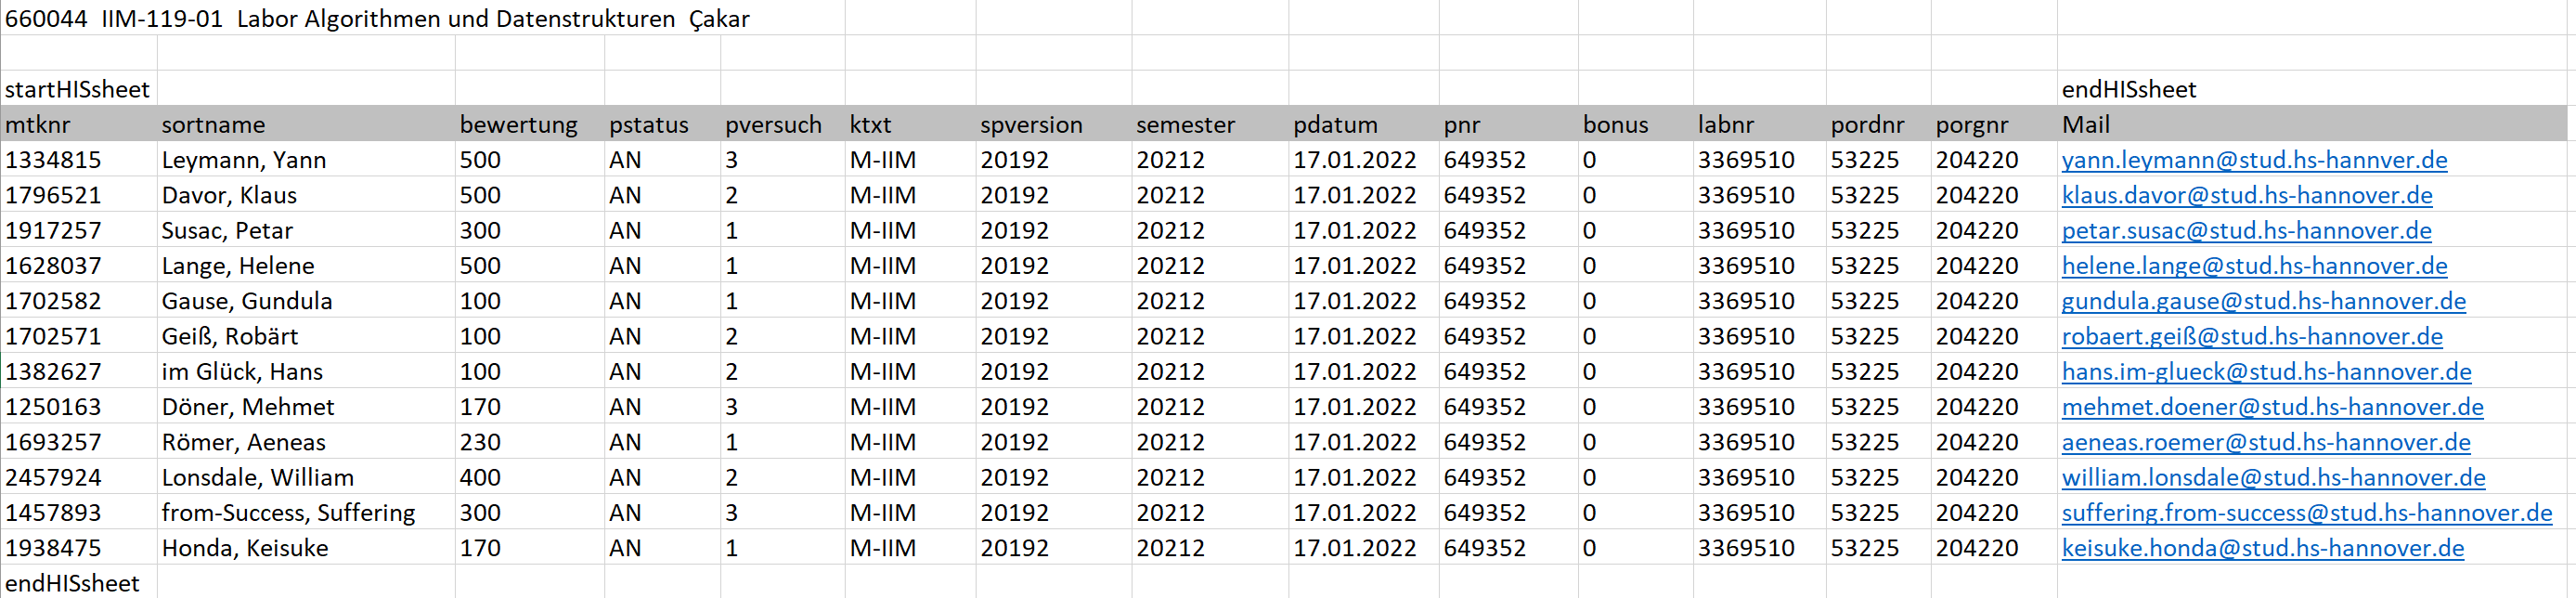 660044 IIM-119-01 Labor Algorithmen und Datenstrukturen Çakar
startHISsheet endHISsheet
mtknr sortname bewertung pstatus pversuch ktxt spversion semester pdatum pnr bonus labnr pordnr porgnr Mail
1334815 Leymann, Yann 500 AN 3 M-IIM 20192 20212 17.01.2022 649352 0 3369510 53225 204220 yann.leymann@stud.hs-hannver.de
1796521 Davor, Klaus 500 AN 2 M-IIM 20192 20212 17.01.2022 649352 0 3369510 53225 204220 klaus.davor@stud.hs-hannover.de
1917257 Susac, Petar 300 AN 1 M-IIM 20192 20212 17.01.2022 649352 0 3369510 53225 204220 petar.susac@stud.hs-hannover.de
1628037 Lange, Helene 500 AN 1 M-IIM 20192 20212 17.01.2022 649352 0 3369510 53225 204220 helene.lange@stud.hs-hannover.de
1702582 Gause, Gundula 100 AN 1 M-IIM 20192 20212 17.01.2022 649352 0 3369510 53225 204220 gundula.gause@stud.hs-hannover.de
1702571 Geiß, Robärt 100 AN 2 M-IIM 20192 20212 17.01.2022 649352 0 3369510 53225 204220 robaert.geiß@stud.hs-hannover.de
1382627 im Glück, Hans 100 AN 2 M-IIM 20192 20212 17.01.2022 649352 0 3369510 53225 204220 hans.im-glueck@stud.hs-hannover.de
1250163 Döner, Mehmet 170 AN 3 M-IIM 20192 20212 17.01.2022 649352 0 3369510 53225 204220 mehmet.doener@stud.hs-hannover.de
1693257 Römer, Aeneas 230 AN 1 M-IIM 20192 20212 17.01.2022 649352 0 3369510 53225 204220 aeneas.roemer@stud.hs-hannover.de
2457924 Lonsdale, William 400 AN 2 M-IIM 20192 20212 17.01.2022 649352 0 3369510 53225 204220 william.lonsdale@stud.hs-hannover.de
1457893 from-Success, Suffering 300 AN 3 M-IIM 20192 20212 17.01.2022 649352 0 3369510 53225 204220 suffering.from-success@stud.hs-hannover.de
1938475 Honda, Keisuke 170 AN 1 M-IIM 20192 20212 17.01.2022 649352 0 3369510 53225 204220 keisuke.honda@stud.hs-hannover.de
endHISsheet